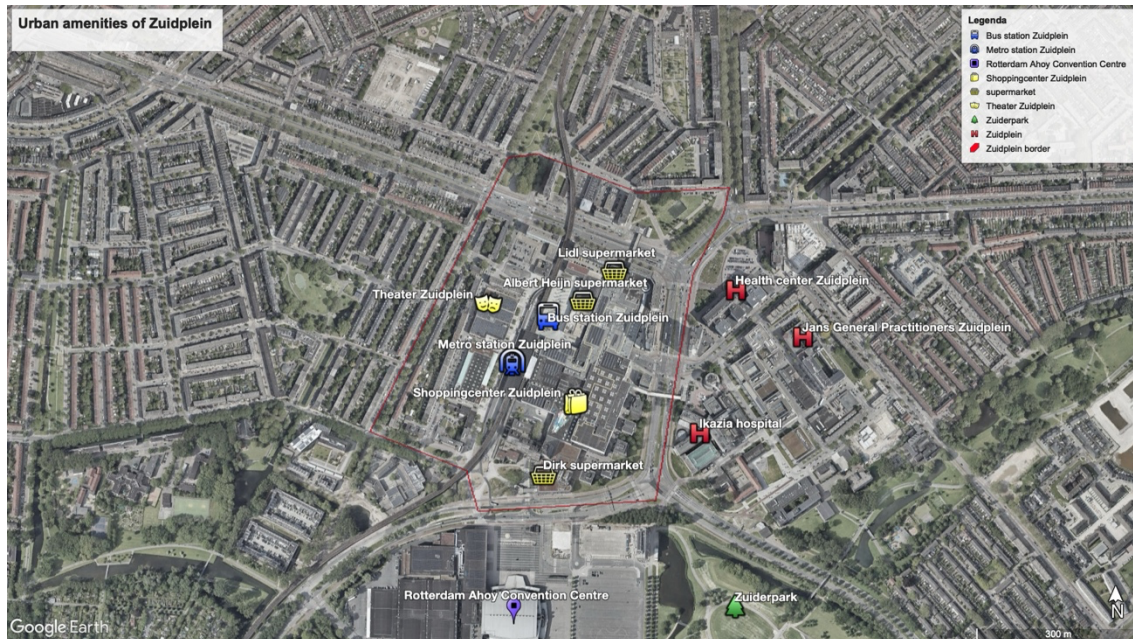 Urban amenities of Zuidplein
Legenda
Bus station Zuidplein
Metro station Zuidplein
Rotterdam Ahoy Convention Centre
Shoppingcenter Zuidplein
supermarket
Theater Zuidplein
Zuiderpark
Zuidplein
Zuidplein border
Lidl supermarket
Health center Zuidplein
Albert Heijn supermarket
Theater Zuidplein
Bus station Zuidplein
Jans General Practitioners Zuidplein
Metro station Zuidplein
Shoppingcenter Zuidplein
Ikazia hospital
Dirk supermarket
Rotterdam Ahoy Convention Centre
Zuiderpark
Google Earth
N
300 m